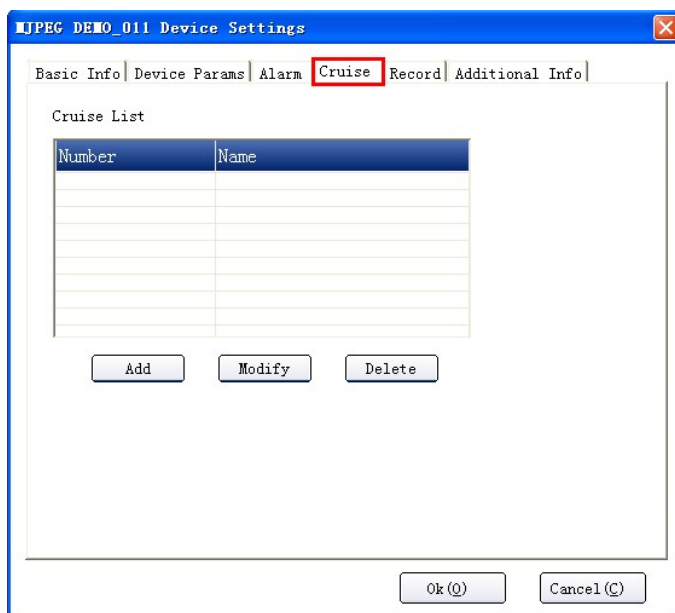 MJPEG DEMO_011 Device Settings
Basic Info Device Params Alarm Cruise Record Additional Info
Cruise List
Number Name
Add Modify Delete
Ok(O) Cancel(C)